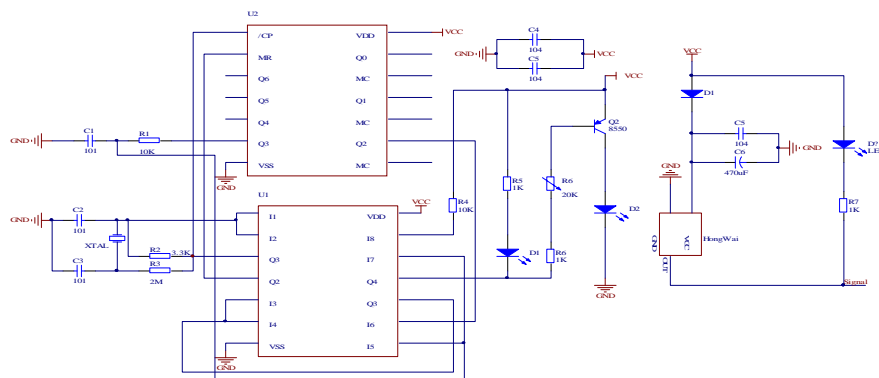 U2
/CP
VDD
VCC
MR
Q0
Q6
MC
Q5
Q1
Q4
MC
Q3
Q2
VSS
MC
GND
C1
101
R1
10K
GND
C4
104
C5
104
GND
VCC
VCC
Q2
8550
R5
1K
R6
20K
R4
10K
D1
R6
1K
D2
GND
VCC
D1
C5
104
C6
470uF
GND
D?
LE
R7
1K
GND
GND
VCC
OUT
HongWai
Signal
U1
I1
VDD
VCC
I2
I8
Q3
I7
Q2
Q4
I3
Q3
I4
I6
VSS
I5
GND
GND
C2
101
XTAL
R2
3.3K
R3
2M
C3
101